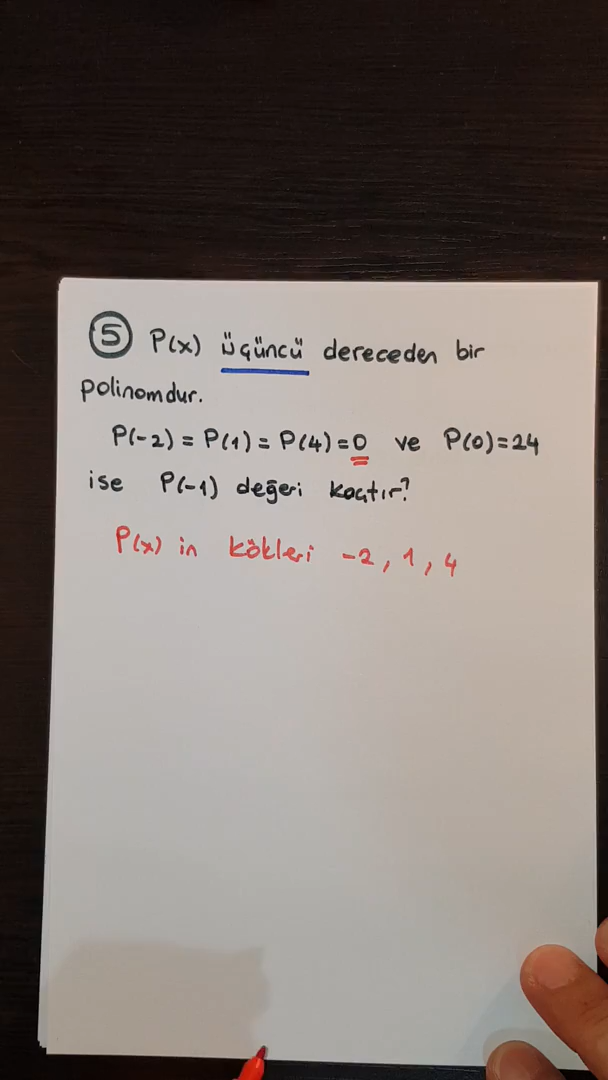 5 P(x) üçüncü dereceden bir
polinomdur.
P(-2) = P(1) = P(4) = 0 ve P(0)=24
ise P(-1) değeri kaçtır?
P(x) in kökleri -2, 1, 4